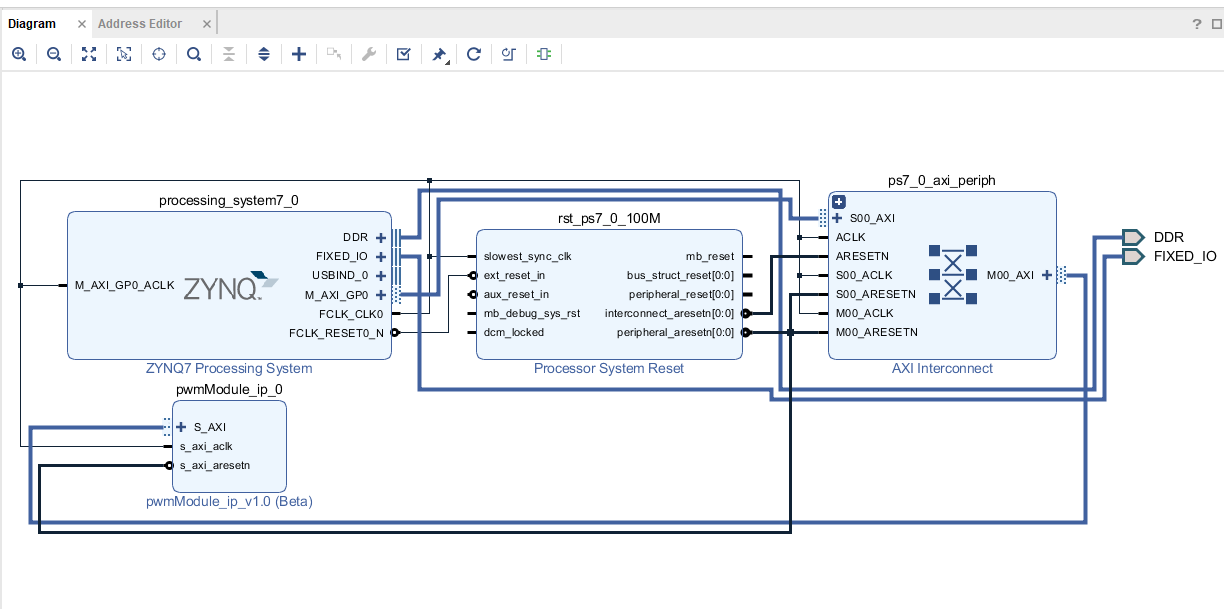 Diagram
Address Editor
?
processing_system7_0
DDR
FIXED_IO
USBIND_0
M_AXI_GP0
FCLK_CLK0
FCLK_RESET0_N
M_AXI_GP0_ACLK
ZYNQ
ZYNQ7 Processing System
rst_ps7_0_100M
slowest_sync_clk
ext_reset_in
aux_reset_in
mb_debug_sys_rst
dcm_locked
mb_reset
bus_struct_reset[0:0]
peripheral_reset[0:0]
interconnect_aresetn[0:0]
peripheral_aresetn[0:0]
Processor System Reset
ps7_0_axi_periph
S00_AXI
ACLK
ARESETN
S00_ACLK
S00_ARESETN
M00_ACLK
M00_ARESETN
M00_AXI
AXI Interconnect
DDR
FIXED_IO
pwmModule_ip_0
S_AXI
s_axi_aclk
s_axi_aresetn
pwmModule_ip_v1.0 (Beta)